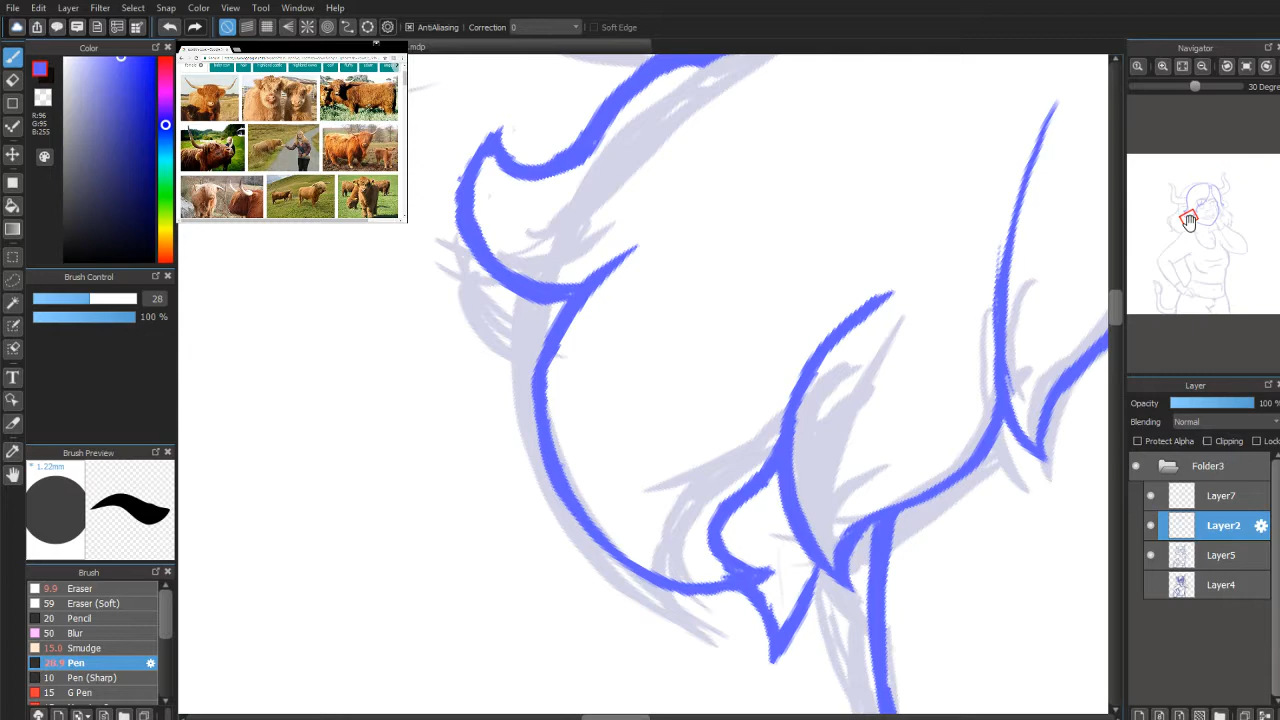 File Edit Layer Filter Select Snap Color View Tool Window Help
AntiAliasing Correction 0 Soft Edge
Color
.mdp
Navigator
R:96
G:95
B:255
30 Degree
Brush Control
28
100 %
Layer
Opacity 100 %
Blending Normal
Protect Alpha Clipping Lock
Brush Preview
* 1.22mm
Folder3
Layer7
Layer2
Layer5
Layer4
Brush
9.9 Eraser
59 Eraser (Soft)
20 Pencil
50 Blur
15.0 Smudge
28.9 Pen
10 Pen (Sharp)
15 G Pen